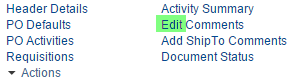 Header Details Activity Summary
PO Defaults Edit Comments
PO Activities Add ShipTo Comments
Requisitions Document Status
Actions